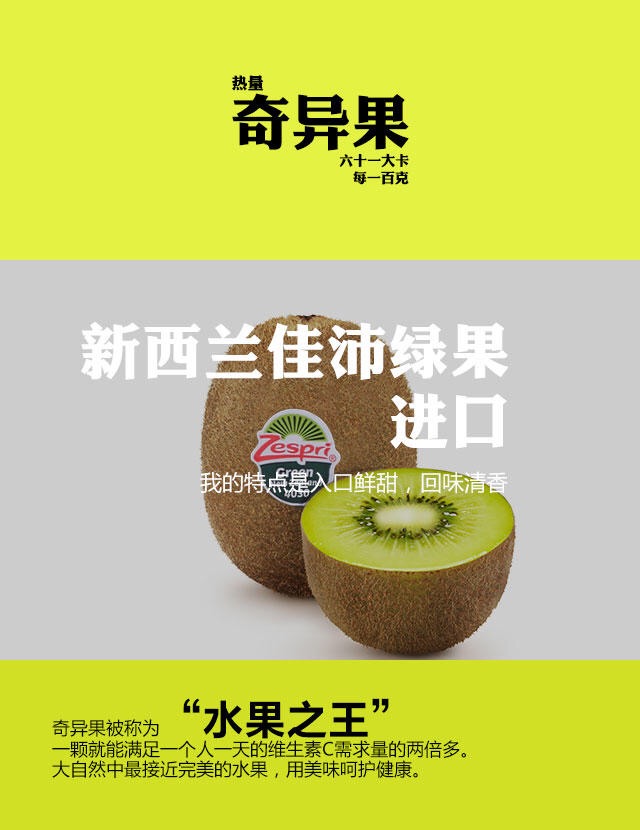 热量
奇异果
六十一大卡
每一百克
新西兰佳沛绿果
进口
Zespri®
Green
4030
我的特点是入口鲜甜，回味清香
奇异果被称为“水果之王”
一颗就能满足一个人一天的维生素C需求量的两倍多。
大自然中最接近完美的水果，用美味呵护健康。